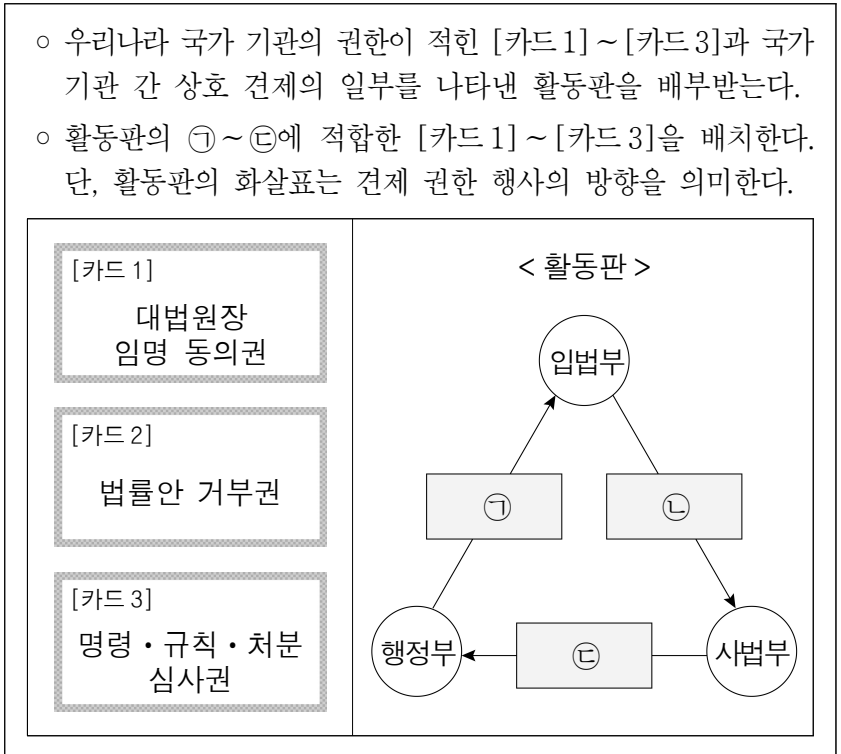 ○ 우리나라 국가 기관의 권한이 적힌 [카드 1] ~ [카드 3]과 국가
기관 간 상호 견제의 일부를 나타낸 활동판을 배부받는다.
○ 활동판의 ㉠ ~ ㉢에 적합한 [카드 1] ~ [카드 3]을 배치한다.
단, 활동판의 화살표는 견제 권한 행사의 방향을 의미한다.
[카드 1]
대법원장
임명 동의권
[카드 2]
법률안 거부권
[카드 3]
명령・규칙・처분
심사권
< 활동판 >
입법부
㉠
㉡
행정부
㉢
사법부